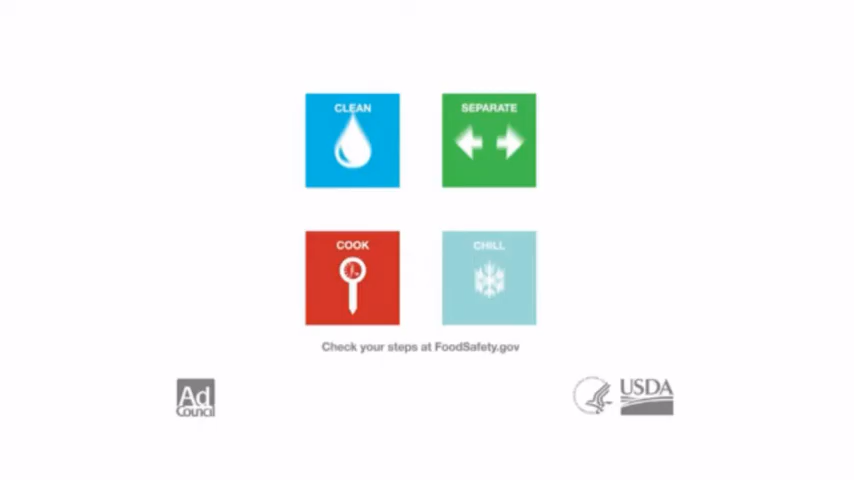 CLEAN
SEPARATE
COOK
CHILL
Check your steps at FoodSafety.gov
Ad
Council
USDA